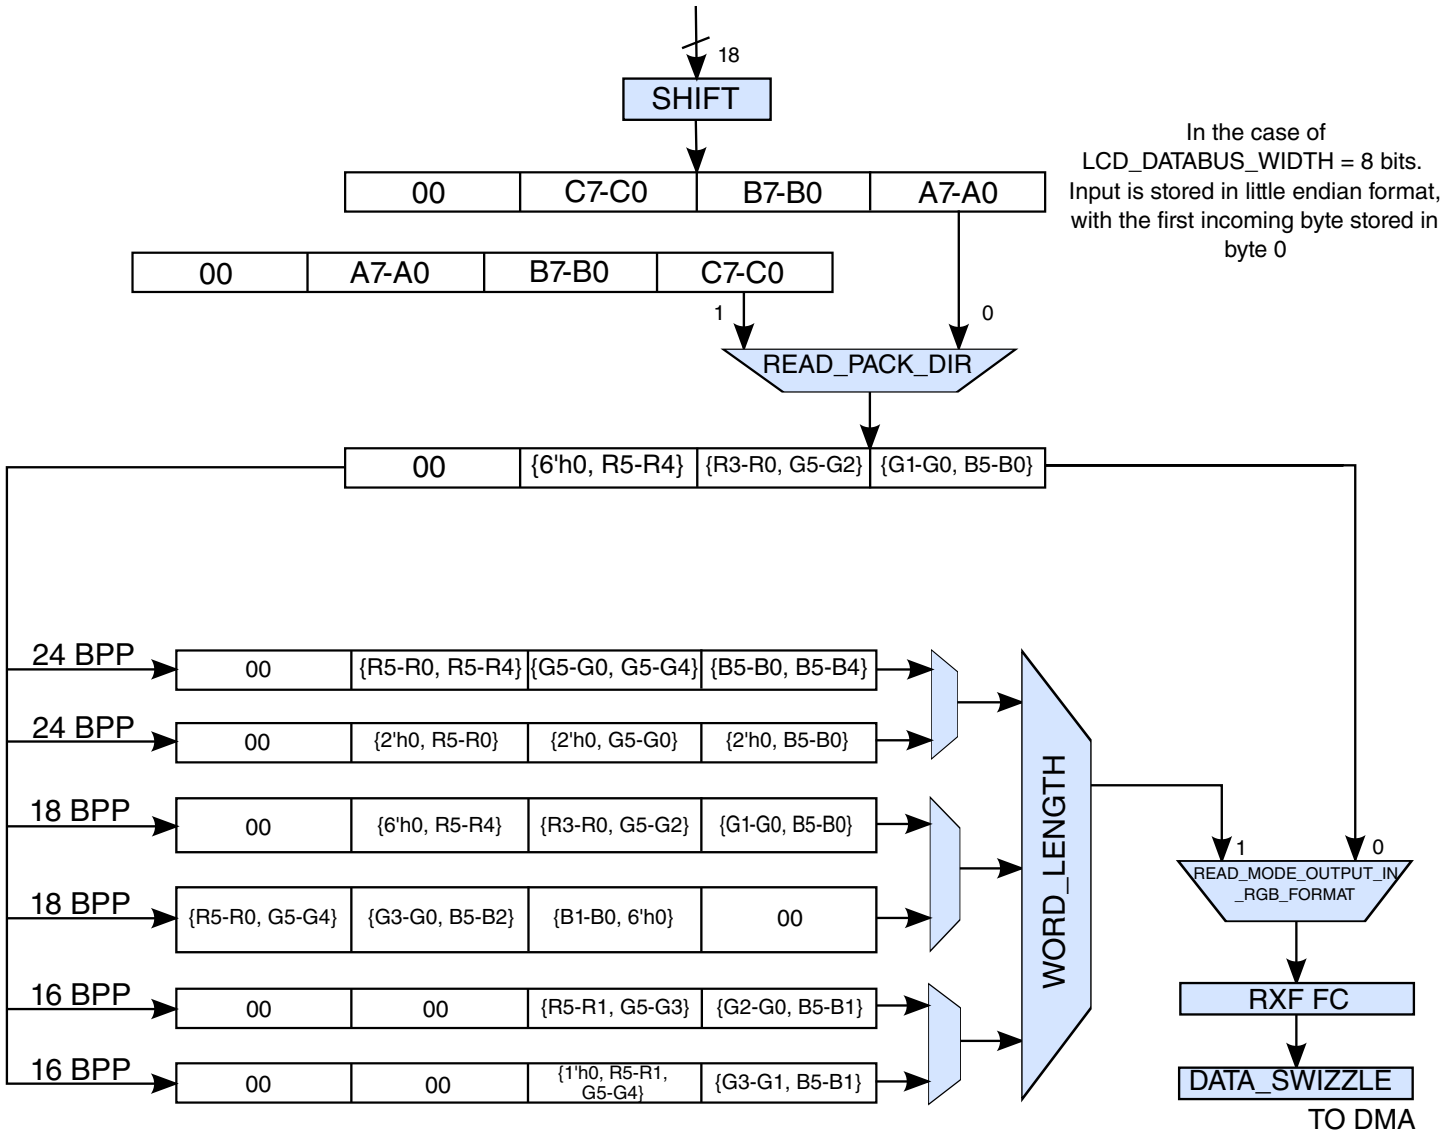 18
SHIFT
In the case of
LCD_DATABUS_WIDTH = 8 bits.
Input is stored in little endian format,
with the first incoming byte stored in
byte 0
00 C7-C0 B7-B0 A7-A0
00 A7-A0 B7-B0 C7-C0
1 0
READ_PACK_DIR
00 {6'h0, R5-R4} {R3-R0, G5-G2} {G1-G0, B5-B0}
24 BPP 00 {R5-R0, R5-R4} {G5-G0, G5-G4} {B5-B0, B5-B4}
24 BPP 00 {2'h0, R5-R0} {2'h0, G5-G0} {2'h0, B5-B0}
18 BPP 00 {6'h0, R5-R4} {R3-R0, G5-G2} {G1-G0, B5-B0}
18 BPP {R5-R0, G5-G4} {G3-G0, B5-B2} {B1-B0, 6'h0} 00
16 BPP 00 00 {R5-R1, G5-G3} {G2-G0, B5-B1}
16 BPP 00 00 {1'h0, R5-R1,
G5-G4} {G3-G1, B5-B1}
WORD_LENGTH
1 0
READ_MODE_OUTPUT_IN
_RGB_FORMAT
RXF FC
DATA_SWIZZLE
TO DMA